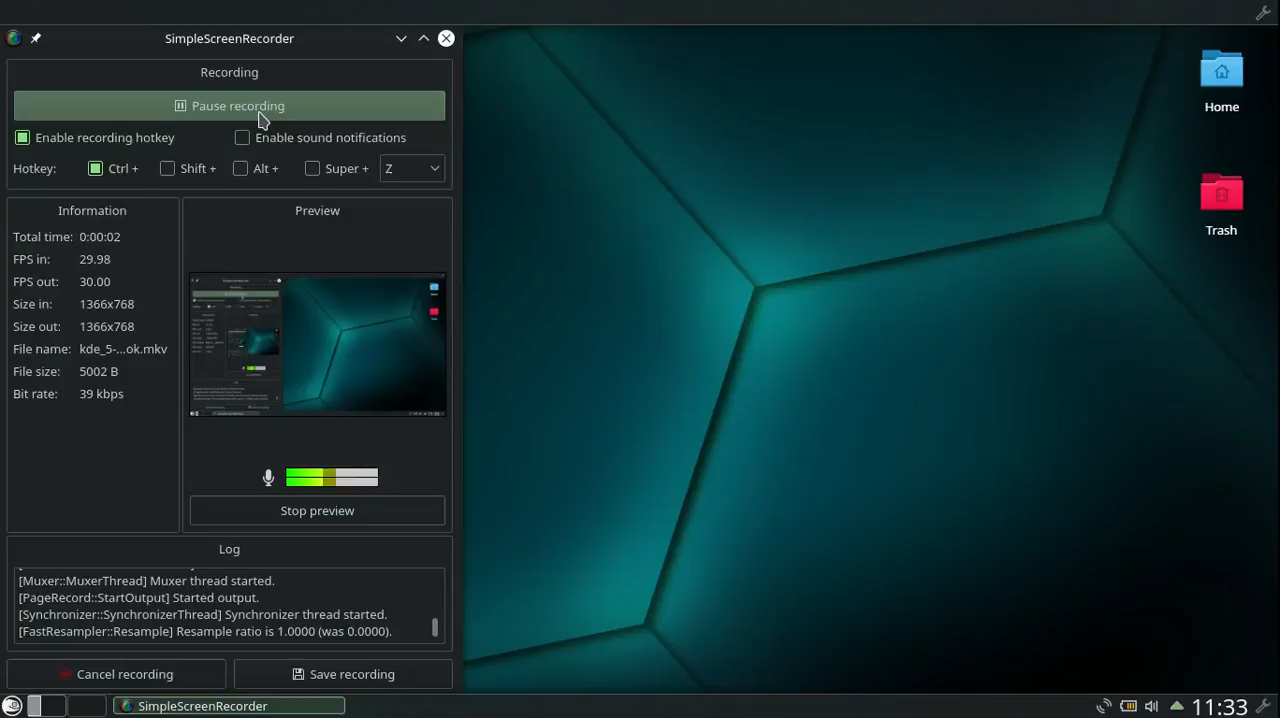 SimpleScreenRecorder
Recording
Pause recording
Enable recording hotkey
Enable sound notifications
Hotkey: Ctrl + Shift + Alt + Super + Z
Information
Total time: 0:00:02
FPS in: 29.98
FPS out: 30.00
Size in: 1366x768
Size out: 1366x768
File name: kde_5-...ok.mkv
File size: 5002 B
Bit rate: 39 kbps
Preview
Stop preview
Log
[Muxer::MuxerThread] Muxer thread started.
[PageRecord::StartOutput] Started output.
[Synchronizer::SynchronizerThread] Synchronizer thread started.
[FastResampler::Resample] Resample ratio is 1.0000 (was 0.0000).
Cancel recording
Save recording
Home
Trash
SimpleScreenRecorder
11:33